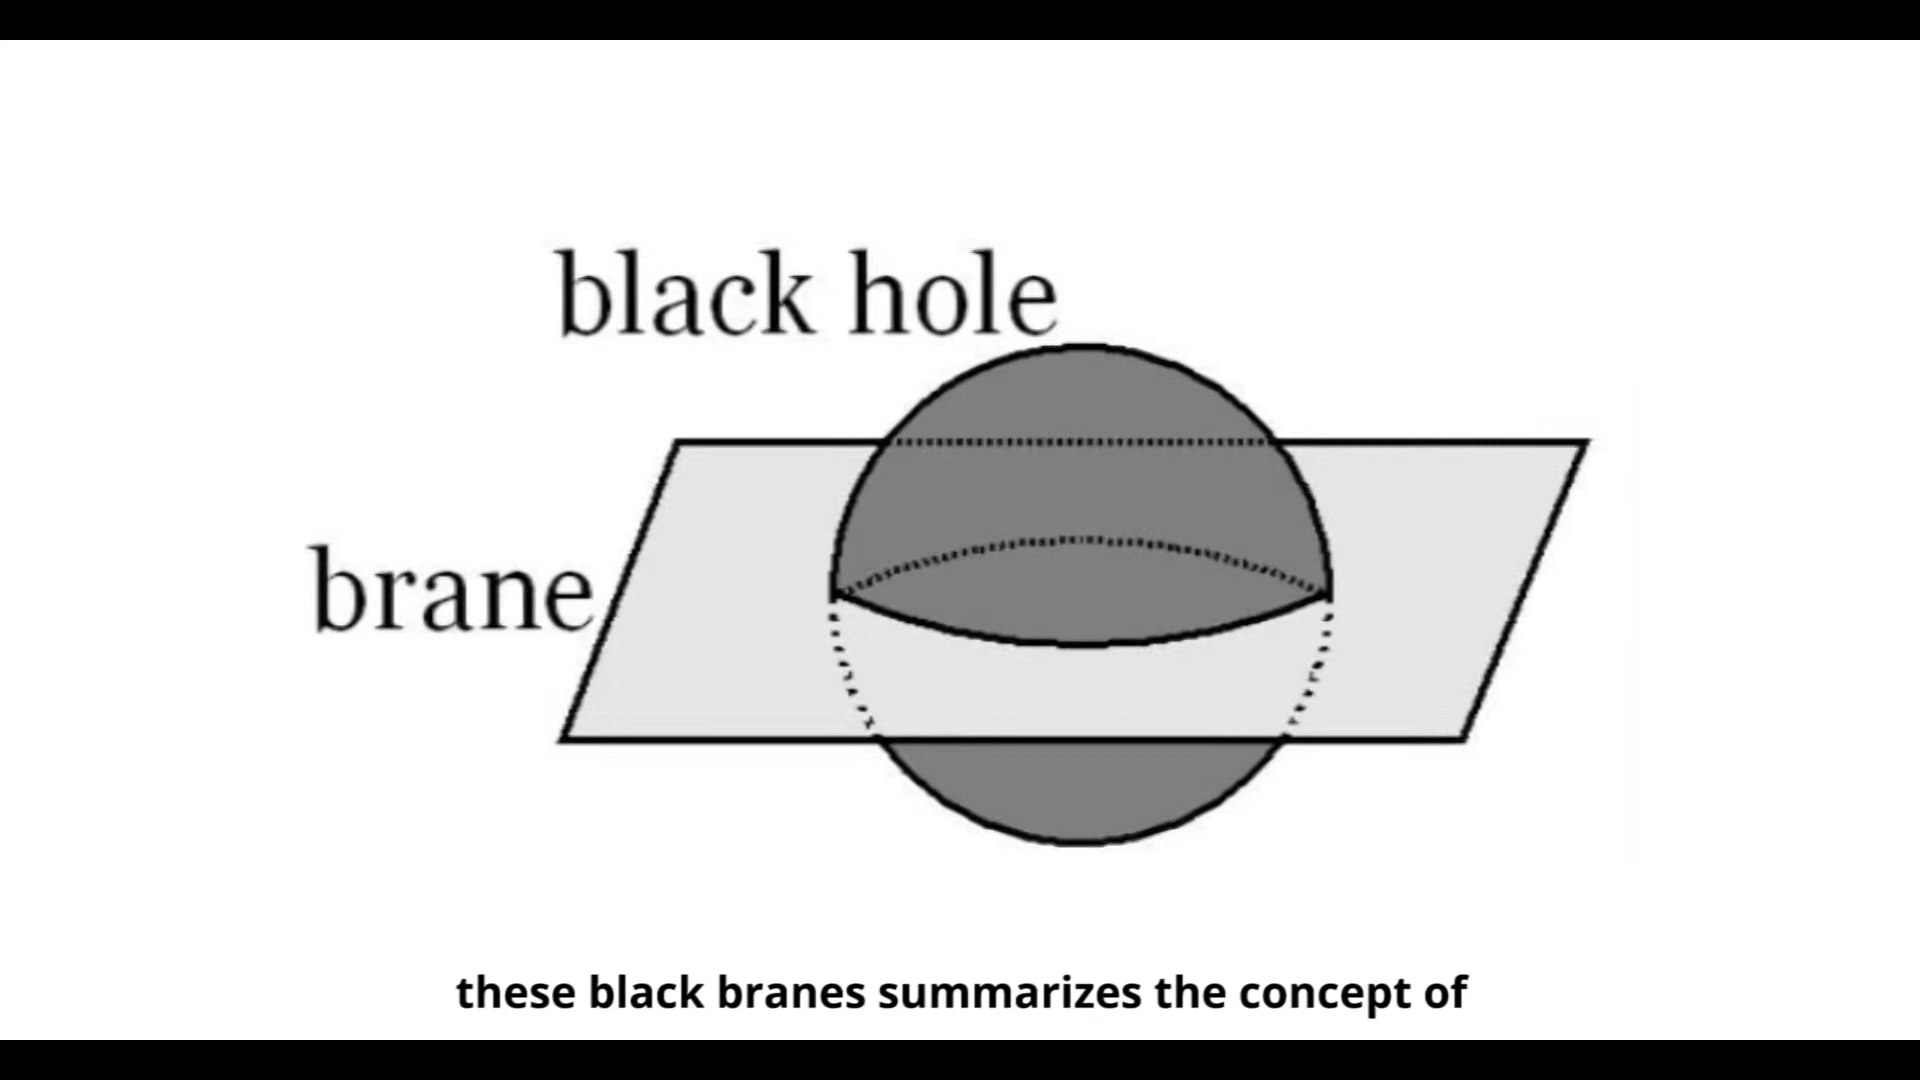 black hole
brane
these black branes summarizes the concept of